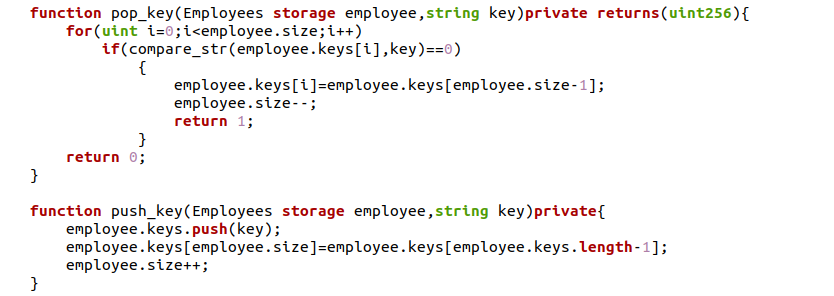 function pop_key(Employees storage employee,string key)private returns(uint256){
    for(uint i=0;i<employee.size;i++)
        if(compare_str(employee.keys[i],key)==0)
            {
                employee.keys[i]=employee.keys[employee.size-1];
                employee.size--;
                return 1;
            }
    return 0;
}

function push_key(Employees storage employee,string key)private{
    employee.keys.push(key);
    employee.keys[employee.size]=employee.keys[employee.keys.length-1];
    employee.size++;
}